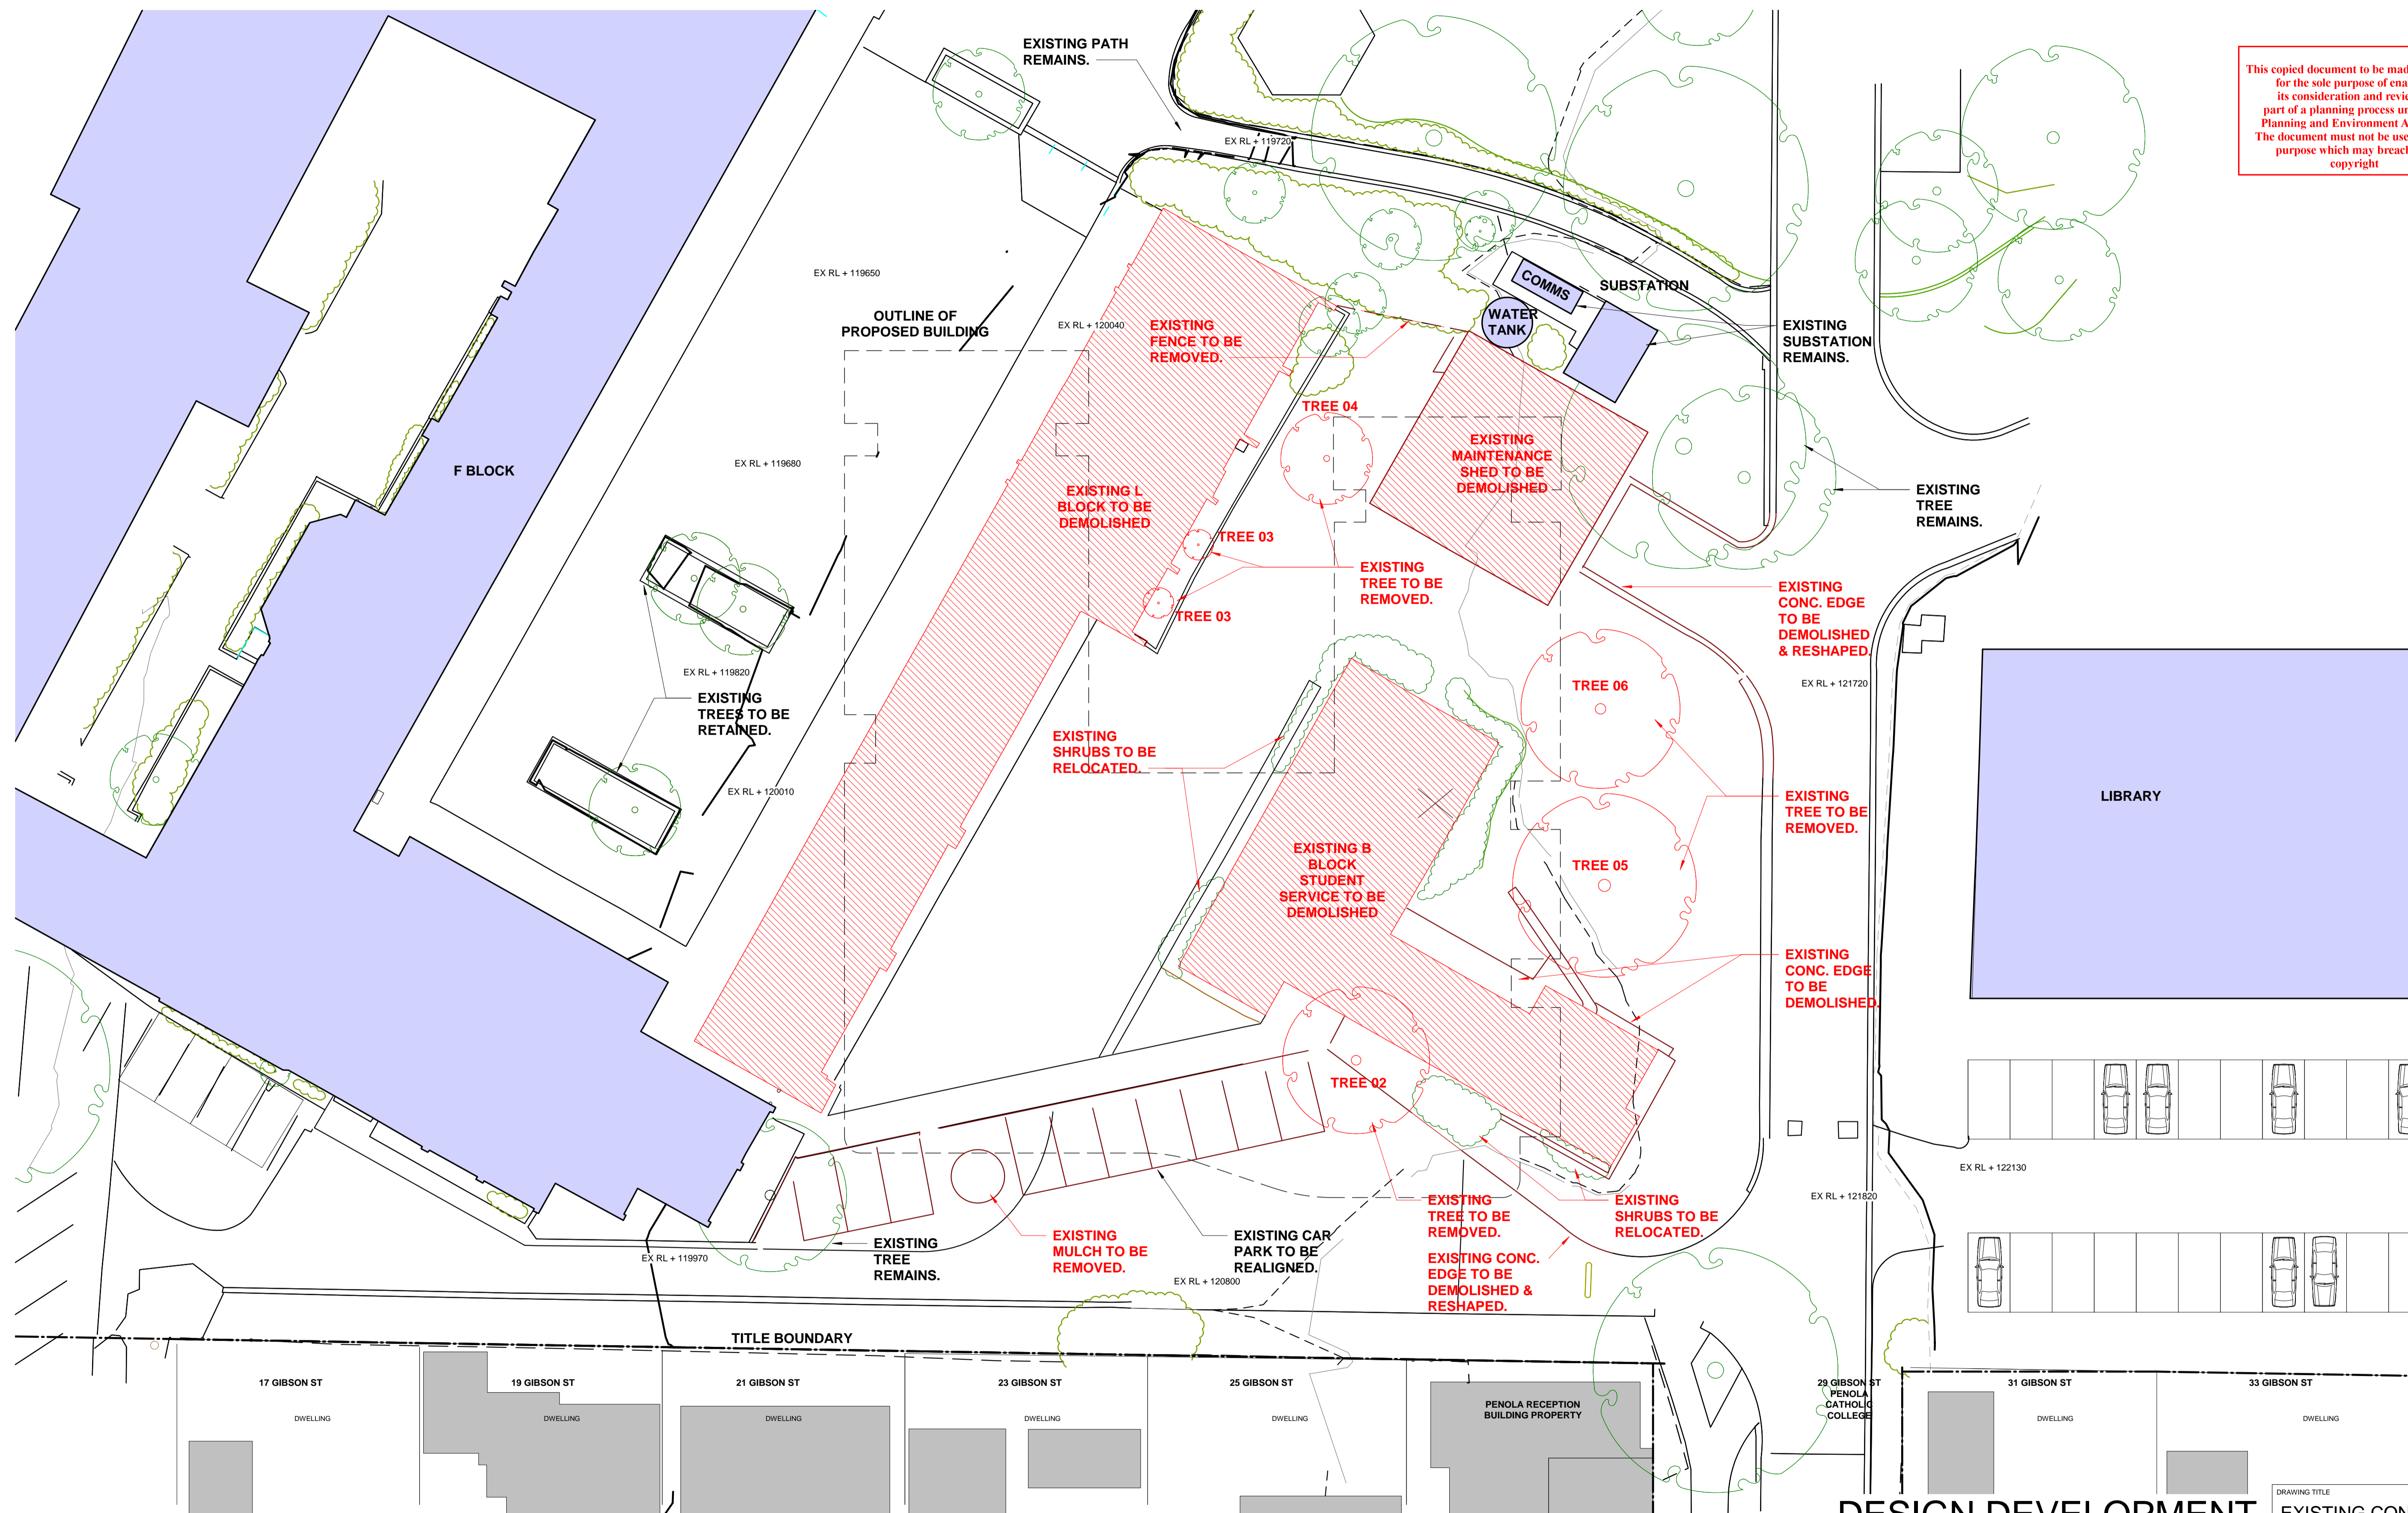 EXISTING PATH
REMAINS.
This copied document to be mad
for the sole purpose of ena
its consideration and revie
part of a planning process un
Planning and Environment A
The document must not be use
purpose which may breac
copyright
EX RL + 119720
EX RL + 119650
OUTLINE OF
PROPOSED BUILDING
EX RL + 120040
EXISTING
FENCE TO BE
REMOVED.
COMMS
SUBSTATION
WATER
TANK
EXISTING
SUBSTATION
REMAINS.
TREE 04
F BLOCK
EX RL + 119680
EXISTING L
BLOCK TO BE
DEMOLISHED
EXISTING
MAINTENANCE
SHED TO BE
DEMOLISHED
EXISTING
TREE
REMAINS.
TREE 03
TREE 03
EXISTING
TREE TO BE
REMOVED.
EXISTING
CONC. EDGE
TO BE
DEMOLISHED
& RESHAPED.
EX RL + 119820
EXISTING
TREES TO BE
RETAINED.
TREE 06
EX RL + 121720
EXISTING
SHRUBS TO BE
RELOCATED.
EX RL + 120010
EXISTING
TREE TO BE
REMOVED.
LIBRARY
EXISTING B
BLOCK
STUDENT
SERVICE TO BE
DEMOLISHED
TREE 05
EXISTING
CONC. EDGE
TO BE
DEMOLISHED.
TREE 02
EX RL + 122130
EX RL + 121820
EXISTING
TREE TO BE
REMOVED.
EXISTING
SHRUBS TO BE
RELOCATED.
EX RL + 119970
EXISTING
TREE
REMAINS.
EXISTING
MULCH TO BE
REMOVED.
EXISTING CAR
PARK TO BE
REALIGNED.
EXISTING CONC.
EDGE TO BE
DEMOLISHED &
RESHAPED.
EX RL + 120800
TITLE BOUNDARY
17 GIBSON ST
DWELLING
19 GIBSON ST
DWELLING
21 GIBSON ST
DWELLING
23 GIBSON ST
DWELLING
25 GIBSON ST
DWELLING
PENOLA RECEPTION
BUILDING PROPERTY
29 GIBSON ST
PENOLA
CATHOLIC
COLLEGE
31 GIBSON ST
DWELLING
33 GIBSON ST
DWELLING
DESIGN DEVELOPMENT
DRAWING TITLE
EXISTING CON